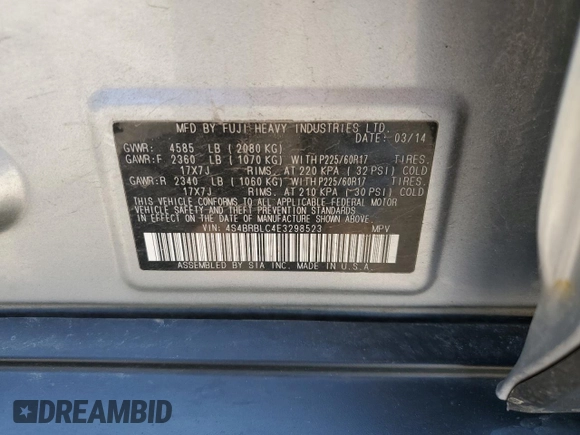 MFD BY FUJI HEAVY INDUSTRIES LTD.
DATE: 03/14
GVWR: 4585 LB ( 2080 KG)
GAWR:F 2360 LB ( 1070 KG) WITH P225/60R17 TIRES.
17X7J RIMS. AT 220 KPA ( 32 PSI) COLD
GAWR:R 2340 LB ( 1060 KG) WITH P225/60R17 TIRES.
17X7J RIMS. AT 210 KPA ( 30 PSI) COLD
THIS VEHICLE CONFORMS TO ALL APPLICABLE FEDERAL MOTOR
VEHICLE SAFETY AND BUMPER STANDARDS
IN EFFECT ON THE DATE OF MANUFACTURE SHOWN ABOVE.
VIN: 4S4BRBLC4E3298523 MPV
ASSEMBLED BY SIA INC. IN U.S.A.
DREAMBID